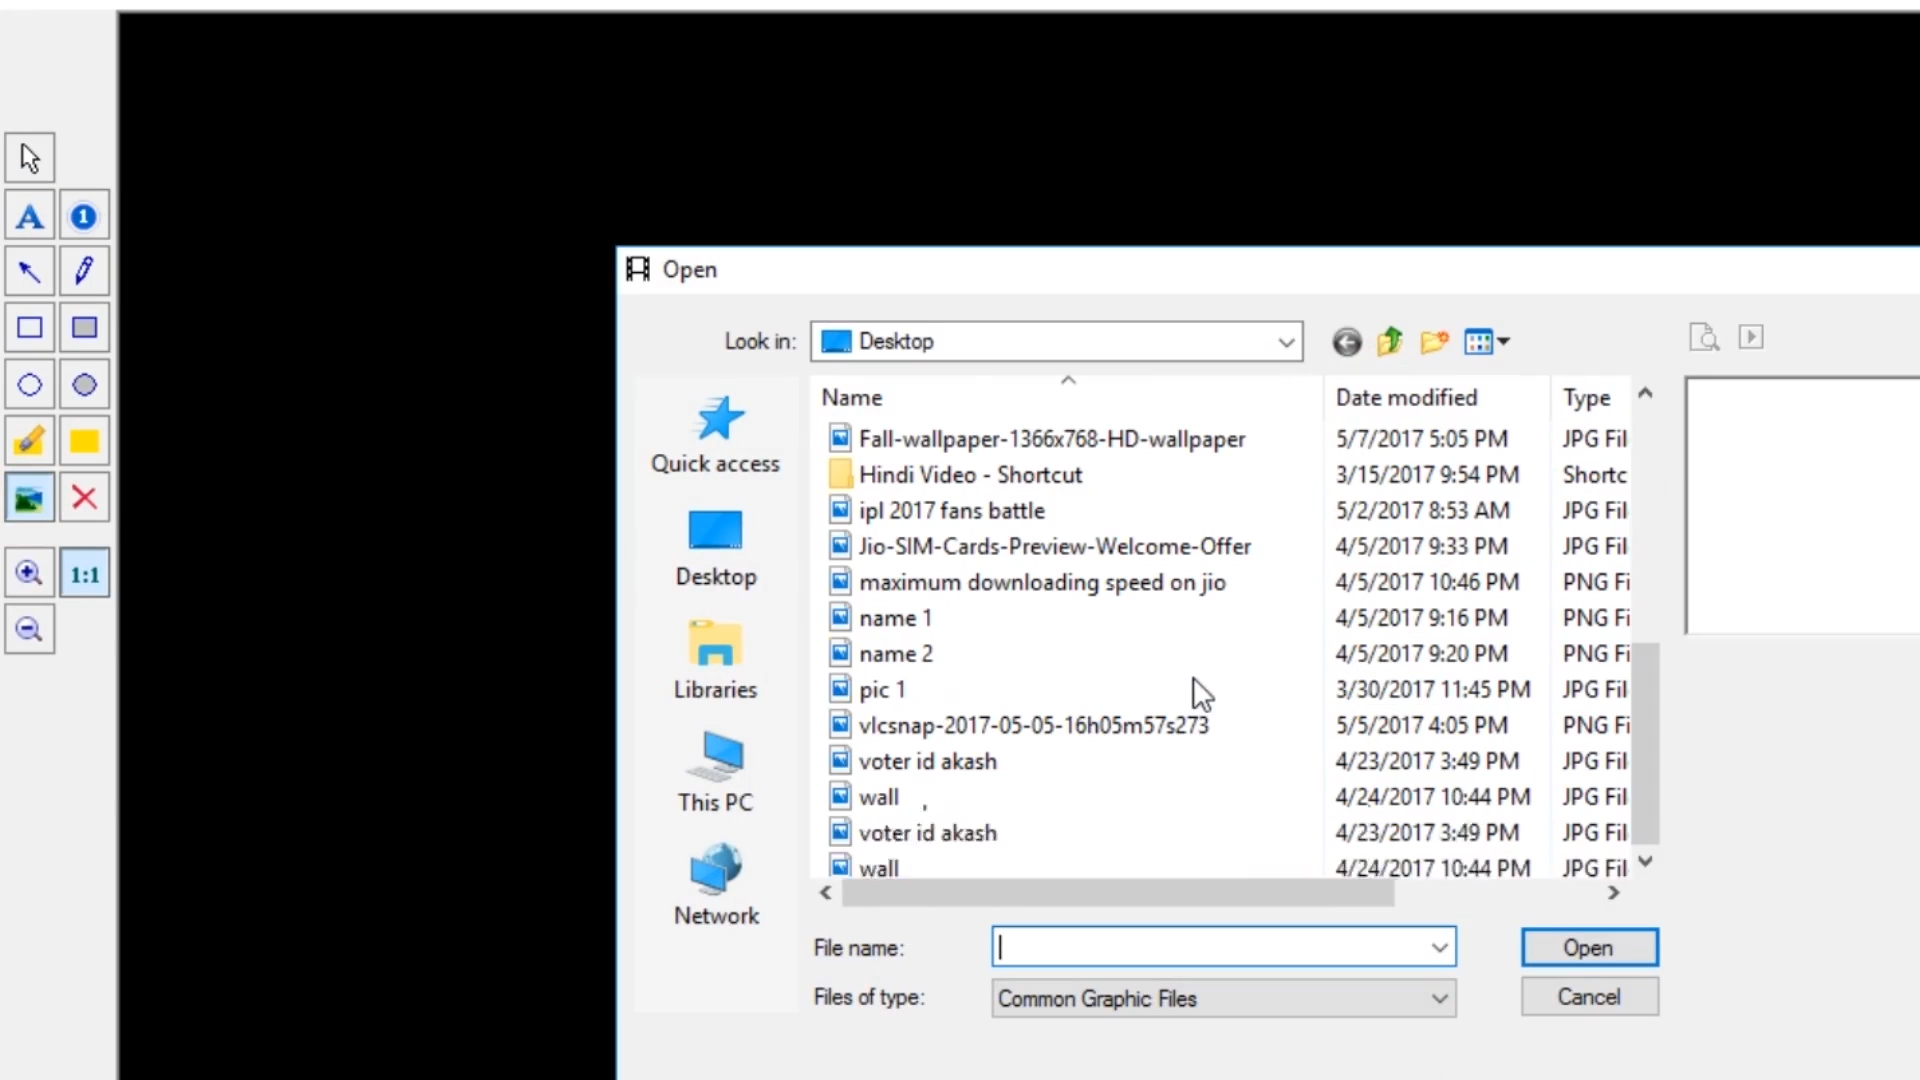 A 1
1:1
Open
Look in: Desktop
Name Date modified Type
Fall-wallpaper-1366x768-HD-wallpaper 5/7/2017 5:05 PM JPG Fil
Hindi Video - Shortcut 3/15/2017 9:54 PM Shortc
ipl 2017 fans battle 5/2/2017 8:53 AM JPG Fil
Jio-SIM-Cards-Preview-Welcome-Offer 4/5/2017 9:33 PM JPG Fil
maximum downloading speed on jio 4/5/2017 10:46 PM PNG Fi
name 1 4/5/2017 9:16 PM PNG Fi
name 2 4/5/2017 9:20 PM PNG Fi
pic 1 3/30/2017 11:45 PM JPG Fil
vlcsnap-2017-05-05-16h05m57s273 5/5/2017 4:05 PM PNG Fi
voter id akash 4/23/2017 3:49 PM JPG Fil
wall 4/24/2017 10:44 PM JPG Fil
voter id akash 4/23/2017 3:49 PM JPG Fil
wall 4/24/2017 10:44 PM JPG Fil
Quick access
Desktop
Libraries
This PC
Network
File name: Open
Files of type: Common Graphic Files Cancel